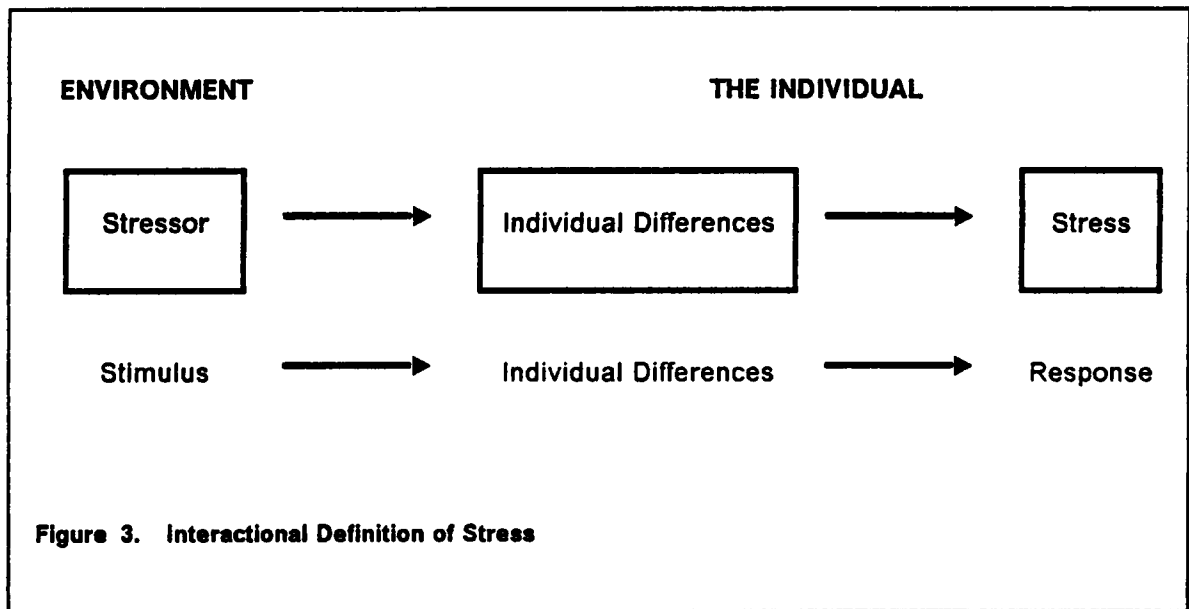 ENVIRONMENT THE INDIVIDUAL
Stressor Individual Differences Stress
Stimulus Individual Differences Response
Figure 3. Interactional Definition of Stress